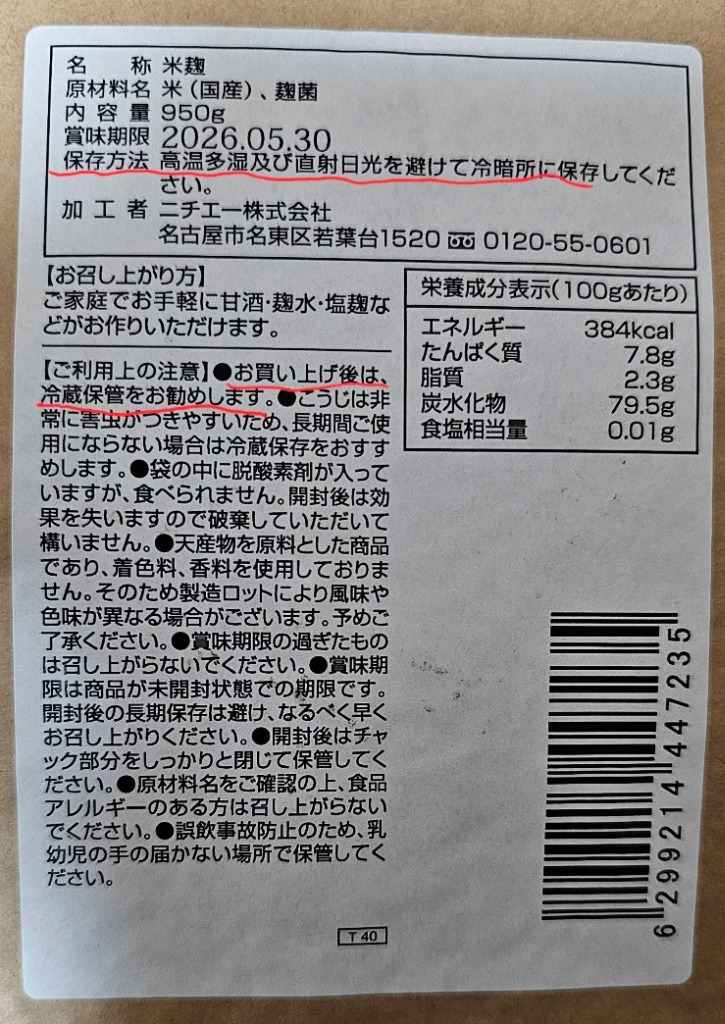 名　　称 米麹
原材料名 米（国産）、麹菌
内 容 量 950g
賞味期限 2026.05.30
保存方法 高温多湿及び直射日光を避けて冷暗所に保存してくだ
さい。
加 工 者 ニチエー株式会社
名古屋市名東区若葉台1520 0120-55-0601
【お召し上がり方】
ご家庭でお手軽に甘酒･麹水･塩麹な
どがお作りいただけます。
【ご利用上の注意】●お買い上げ後は、
冷蔵保管をお勧めします。●こうじは非
常に害虫がつきやすいため、長期間ご使
用にならない場合は冷蔵保存をおすす
めします。●袋の中に脱酸素剤が入って
いますが、食べられません。開封後は効
果を失いますので破棄していただいて
構いません。●天産物を原料とした商品
であり、着色料、香料を使用しておりま
せん。そのため製造ロットにより風味や
色味が異なる場合がございます。予めご
了承ください。●賞味期限の過ぎたもの
は召し上がらないでください。●賞味期
限は商品が未開封状態での期限です。
開封後の長期保存は避け、なるべく早く
お召し上がりください。●開封後はチャ
ック部分をしっかりと閉じて保管してく
ださい。●原材料名をご確認の上、食品
アレルギーのある方は召し上がらない
でください。●誤飲事故防止のため、乳
幼児の手の届かない場所で保管してく
ださい。
栄養成分表示(100gあたり)
エネルギー 384kcal
たんぱく質 7.8g
脂質 2.3g
炭水化物 79.5g
食塩相当量 0.01g
6 299214 447235
T 40